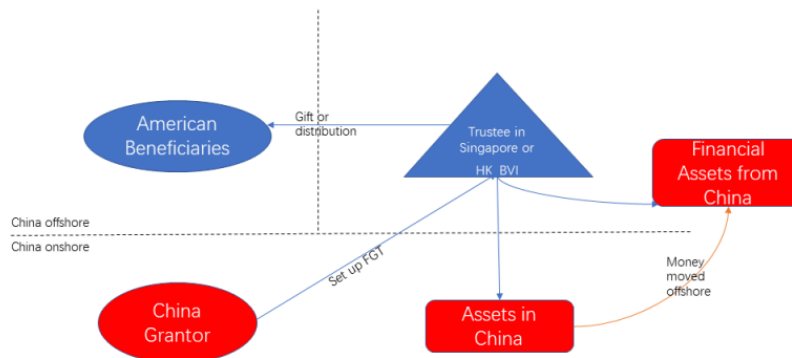 American
Beneficiaries
Gift or
distribution
Trustee in
Singapore or
HK BVI
Financial
Assets from
China
China offshore
China onshore
Set up FGT
Money
moved
offshore
China
Grantor
Assets in
China